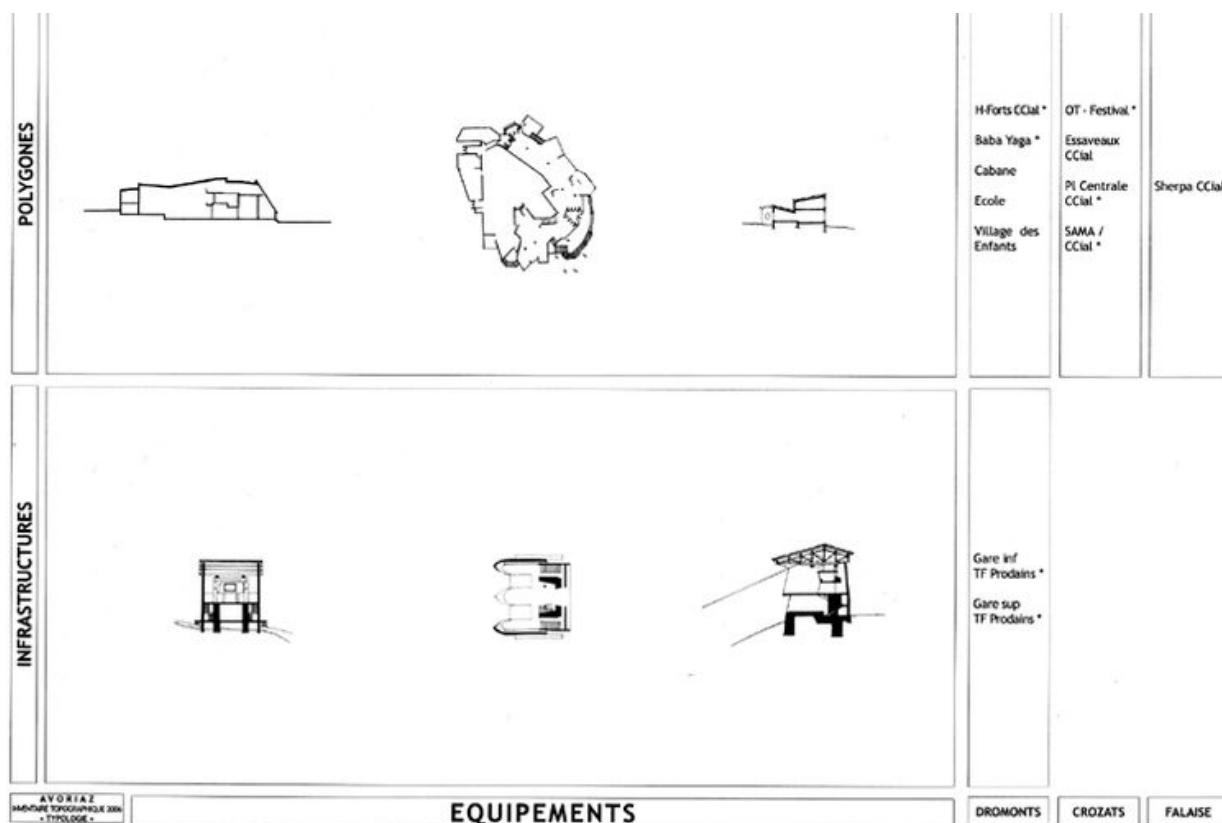 POLYGONES
H-Forts CCial *
Baba Yaga *
Cabane
Ecole
Village des
Enfants
OT - Festival *
Essaveaux
CCial
Pl Centrale
CCial *
SAMA /
CCial *
Sherpa CCial
INFRASTRUCTURES
Gare inf
TF Prodains *
Gare sup
TF Prodains *
AVORIAZ
INVENTAIRE TOPOGRAPHIQUE 2006
- TYPOLOGIE -
EQUIPEMENTS
DROMONTS
CROZATS
FALAISE